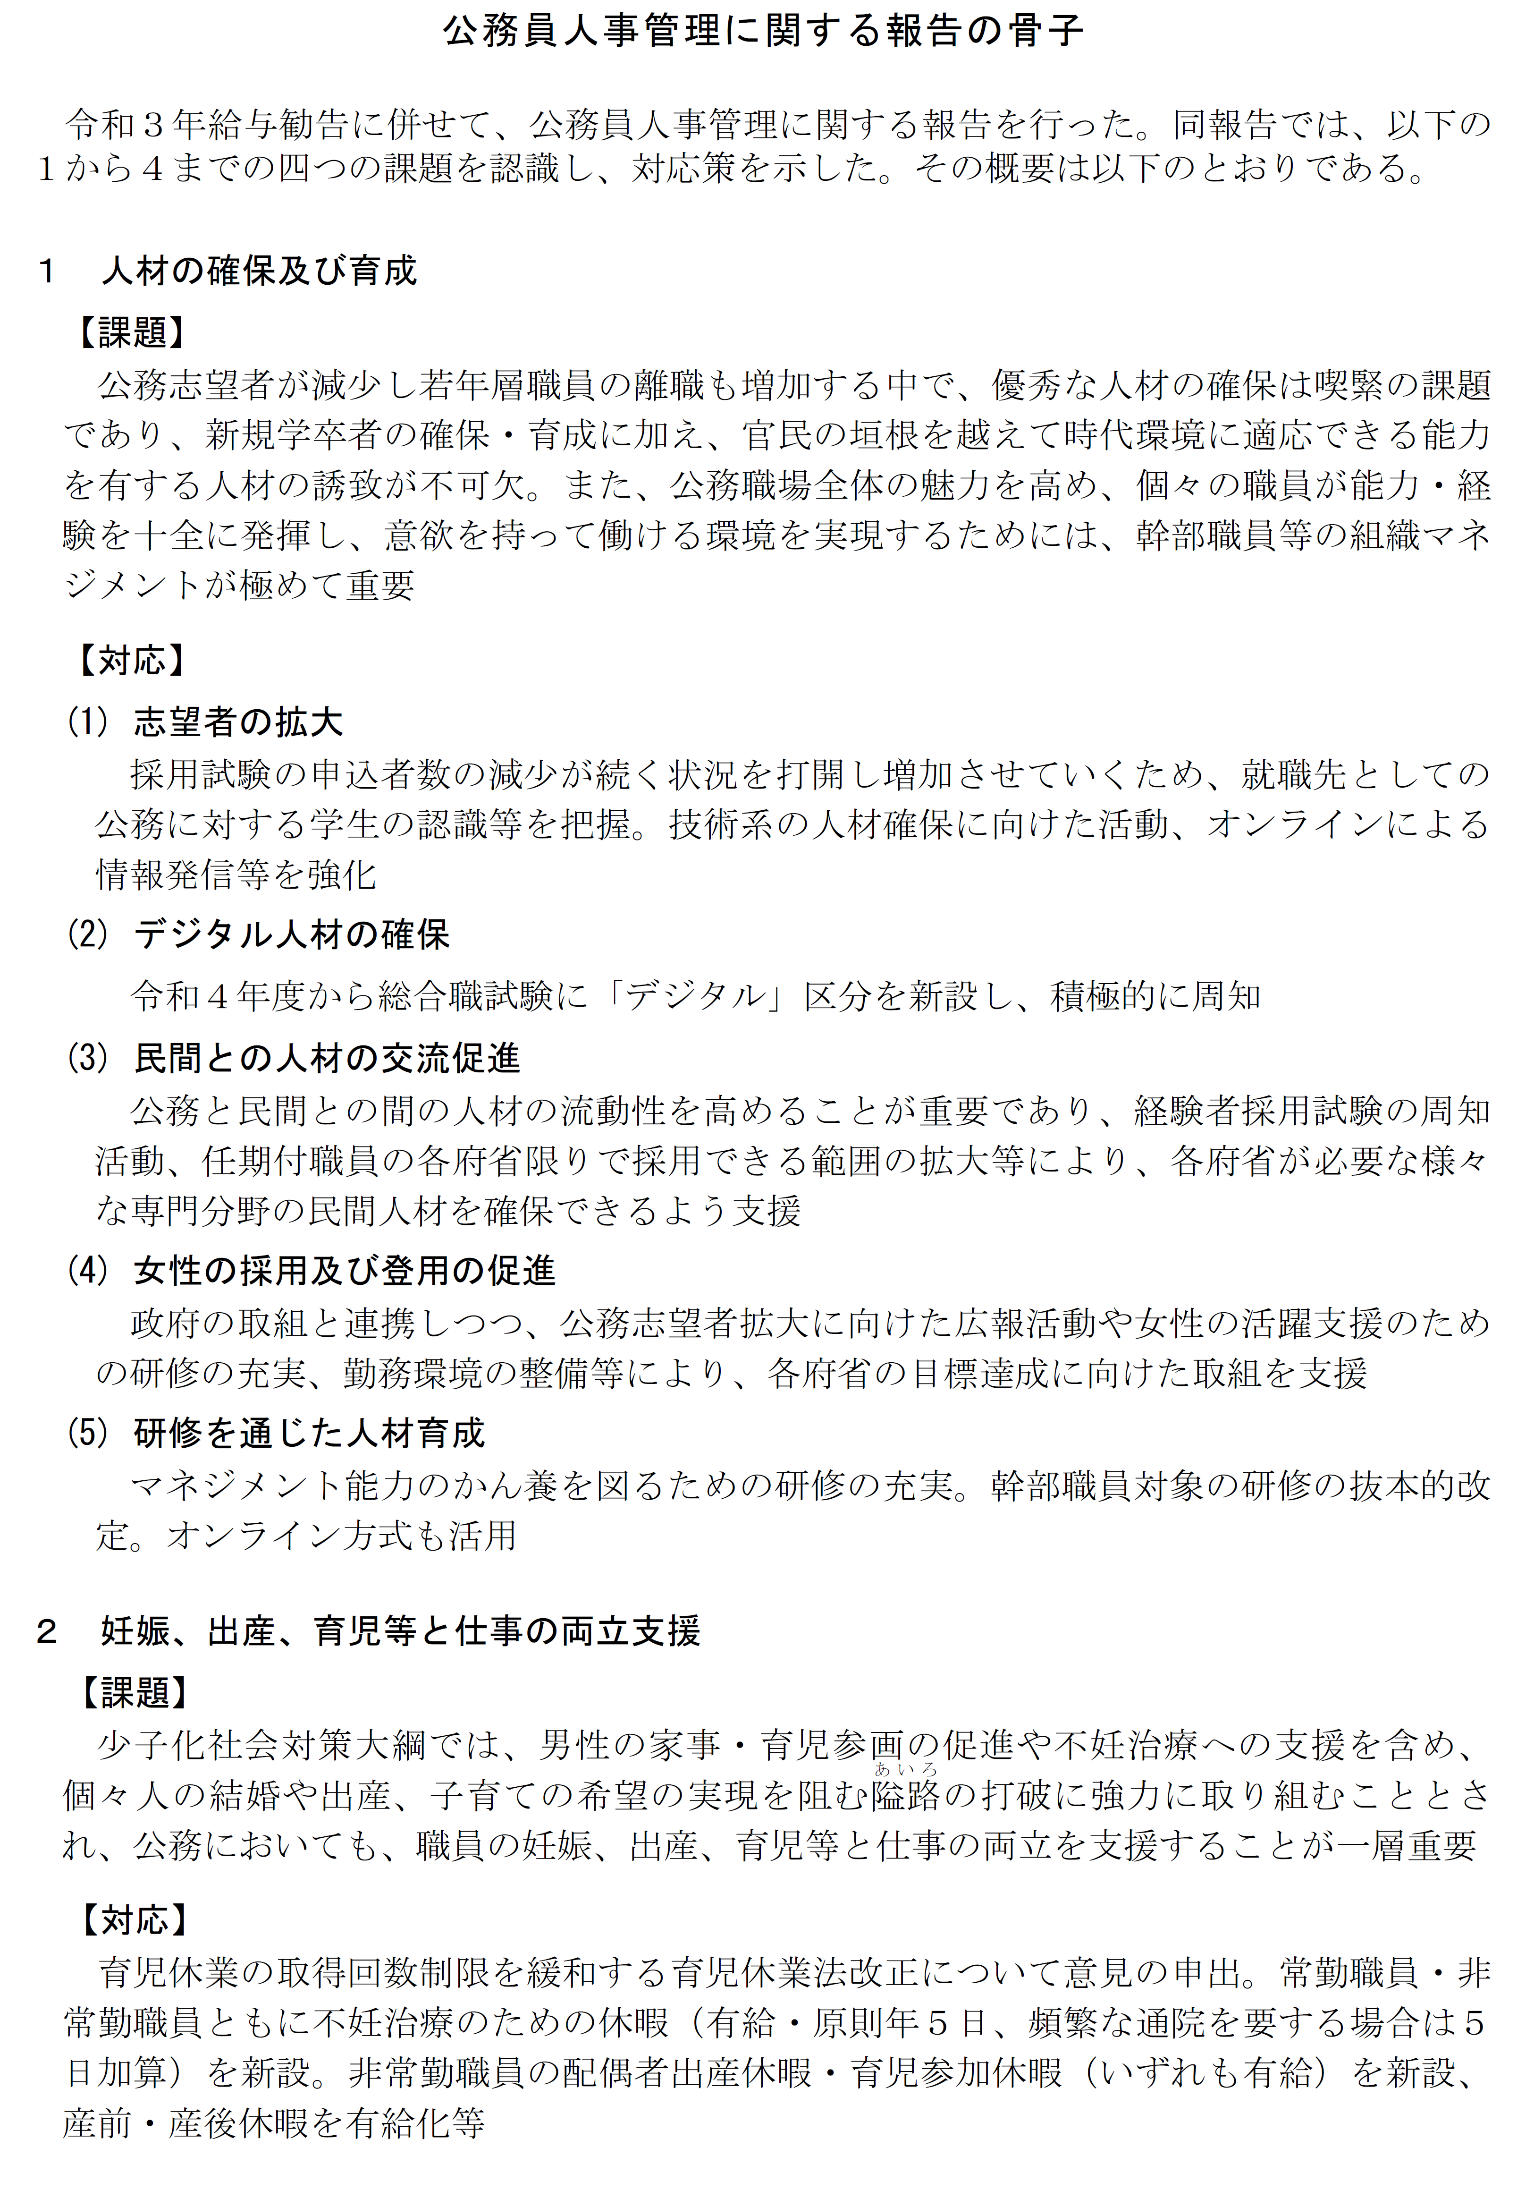 公務員人事管理に関する報告の骨子
令和３年給与勧告に併せて、公務員人事管理に関する報告を行った。同報告では、以下の
１から４までの四つの課題を認識し、対応策を示した。その概要は以下のとおりである。
１　人材の確保及び育成
【課題】
公務志望者が減少し若年層職員の離職も増加する中で、優秀な人材の確保は喫緊の課題
であり、新規学卒者の確保・育成に加え、官民の垣根を越えて時代環境に適応できる能力
を有する人材の誘致が不可欠。また、公務職場全体の魅力を高め、個々の職員が能力・経
験を十全に発揮し、意欲を持って働ける環境を実現するためには、幹部職員等の組織マネ
ジメントが極めて重要
【対応】
(1) 志望者の拡大
採用試験の申込者数の減少が続く状況を打開し増加させていくため、就職先としての
公務に対する学生の認識等を把握。技術系の人材確保に向けた活動、オンラインによる
情報発信等を強化
(2) デジタル人材の確保
令和４年度から総合職試験に「デジタル」区分を新設し、積極的に周知
(3) 民間との人材の交流促進
公務と民間との間の人材の流動性を高めることが重要であり、経験者採用試験の周知
活動、任期付職員の各府省限りで採用できる範囲の拡大等により、各府省が必要な様々
な専門分野の民間人材を確保できるよう支援
(4) 女性の採用及び登用の促進
政府の取組と連携しつつ、公務志望者拡大に向けた広報活動や女性の活躍支援のため
の研修の充実、勤務環境の整備等により、各府省の目標達成に向けた取組を支援
(5) 研修を通じた人材育成
マネジメント能力のかん養を図るための研修の充実。幹部職員対象の研修の抜本的改
定。オンライン方式も活用
２　妊娠、出産、育児等と仕事の両立支援
【課題】
少子化社会対策大綱では、男性の家事・育児参画の促進や不妊治療への支援を含め、
あいろ
個々人の結婚や出産、子育ての希望の実現を阻む隘路の打破に強力に取り組むこととさ
れ、公務においても、職員の妊娠、出産、育児等と仕事の両立を支援することが一層重要
【対応】
育児休業の取得回数制限を緩和する育児休業法改正について意見の申出。常勤職員・非
常勤職員ともに不妊治療のための休暇（有給・原則年５日、頻繁な通院を要する場合は５
日加算）を新設。非常勤職員の配偶者出産休暇・育児参加休暇（いずれも有給）を新設、
産前・産後休暇を有給化等